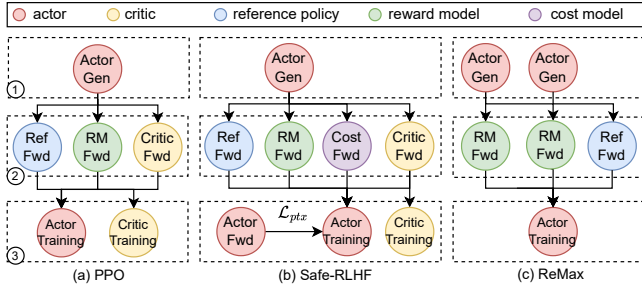 actor critic reference policy reward model cost model
Actor Gen Actor Gen Actor Gen Actor Gen
①
Ref Fwd RM Fwd Critic Fwd Ref Fwd RM Fwd Cost Fwd Critic Fwd RM Fwd RM Fwd Ref Fwd
②
Actor Training Critic Training Actor Fwd ℒptx Actor Training Critic Training Actor Training
③
(a) PPO (b) Safe-RLHF (c) ReMax